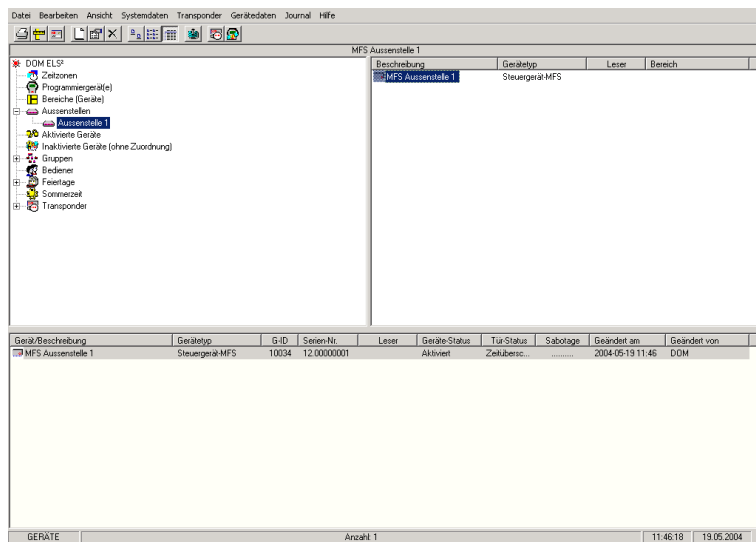 Datei Bearbeiten Ansicht Systemdaten Transponder Gerätedaten Journal Hilfe
MFS Aussenstelle 1
DOM ELS²
Zeitzonen
Programmiergerät(e)
Bereiche (Geräte)
Aussenstellen
Aussenstelle 1
Aktivierte Geräte
Inaktivierte Geräte (ohne Zuordnung)
Gruppen
Bediener
Feiertage
Sommerzeit
Transponder
Beschreibung Gerätetyp Leser Bereich
MFS Aussenstelle 1 Steuergerät-MFS
Gerät/Beschreibung Gerätetyp G-ID Serien-Nr. Leser Geräte-Status Tür-Status Sabotage Geändert am Geändert von
MFS Aussenstelle 1 Steuergerät-MFS 10034 12.00000001 Aktiviert Zeitübersc... .......... 2004-05-19 11:46 DOM
GERÄTE Anzahl: 1 11:46:18 19.05.2004